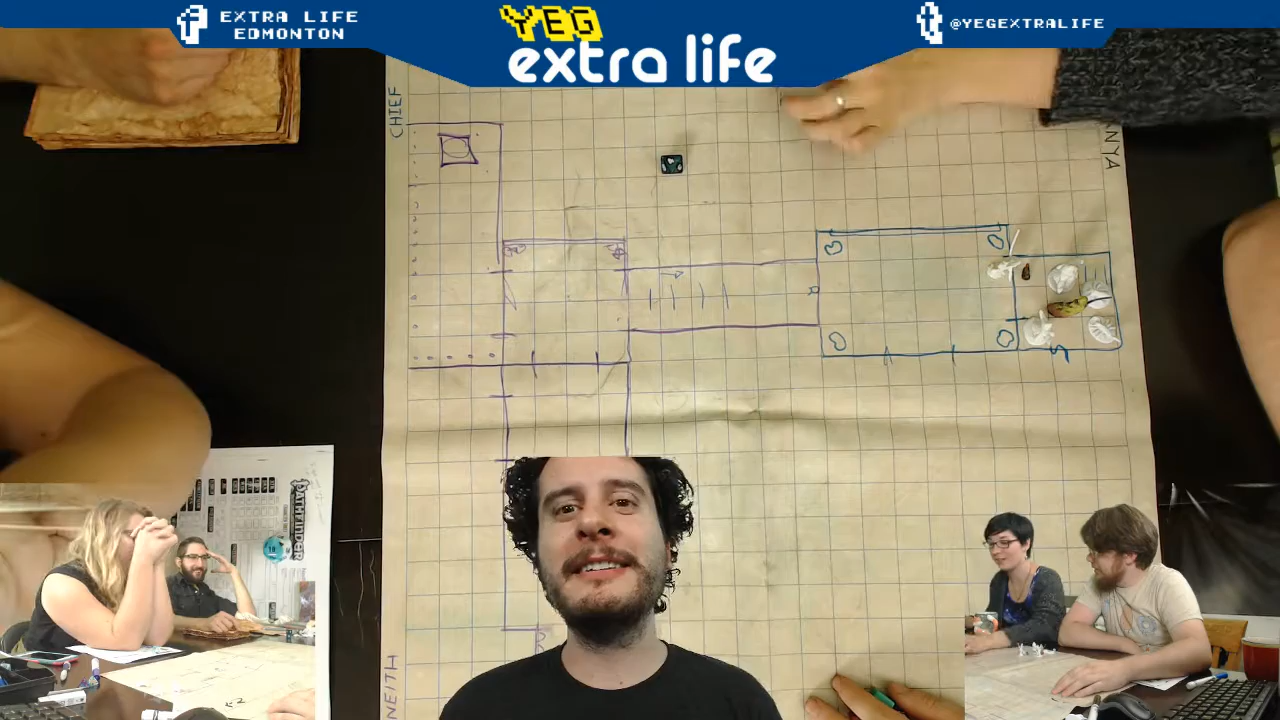 EXTRA LIFE
EDMONTON
YEG
extra life
@YEGEXTRALIFE
CHIEF
NYA
NEITH
PATHFINDER